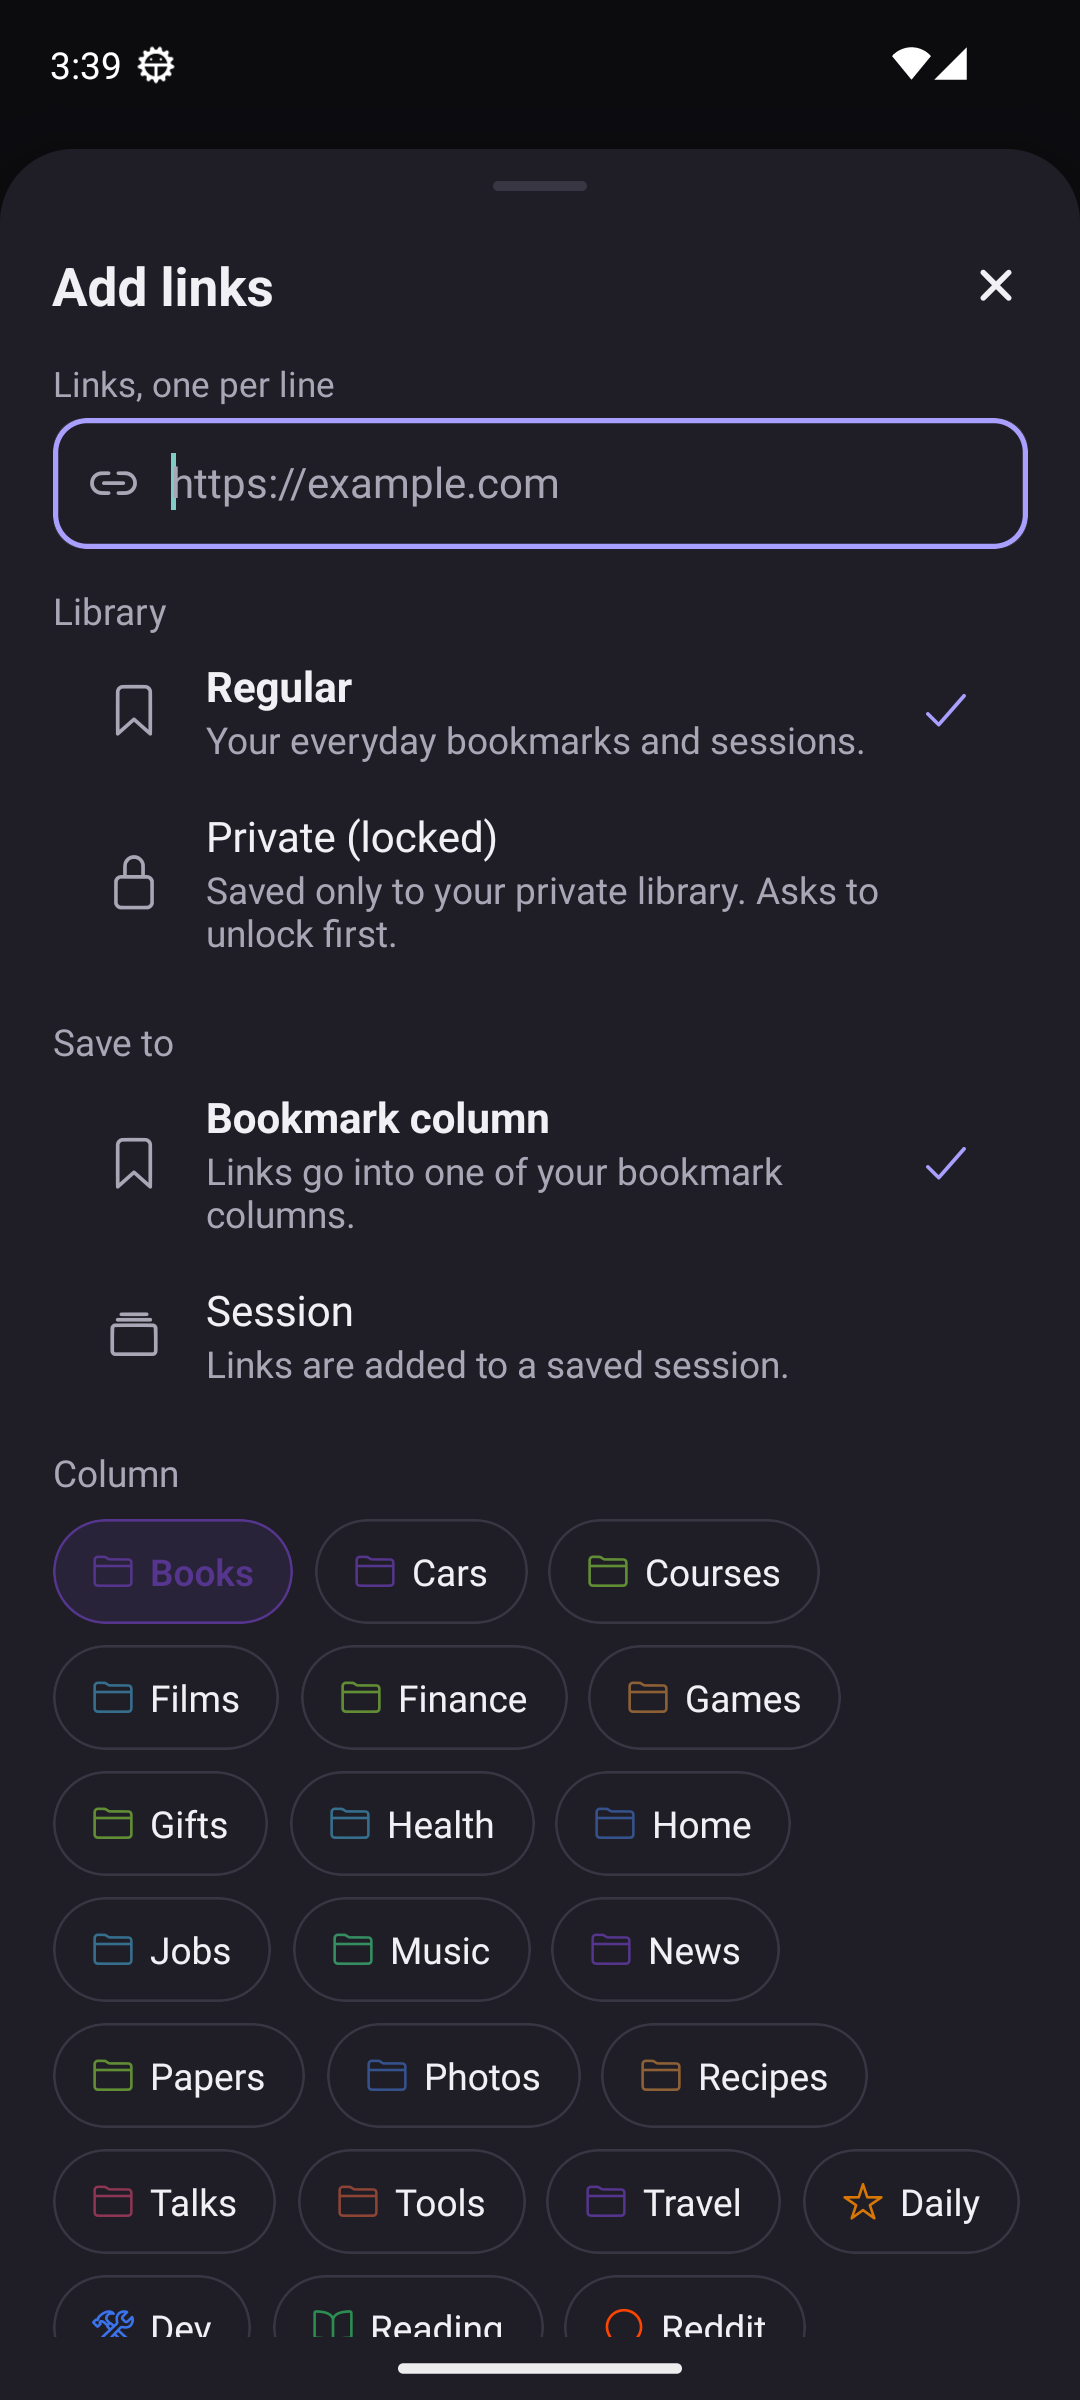 3:39
Add links
Links, one per line
https://example.com
Library
Regular
Your everyday bookmarks and sessions.
Private (locked)
Saved only to your private library. Asks to
unlock first.
Save to
Bookmark column
Links go into one of your bookmark
columns.
Session
Links are added to a saved session.
Column
Books Cars Courses
Films Finance Games
Gifts Health Home
Jobs Music News
Papers Photos Recipes
Talks Tools Travel Daily
Dev Reading Reddit